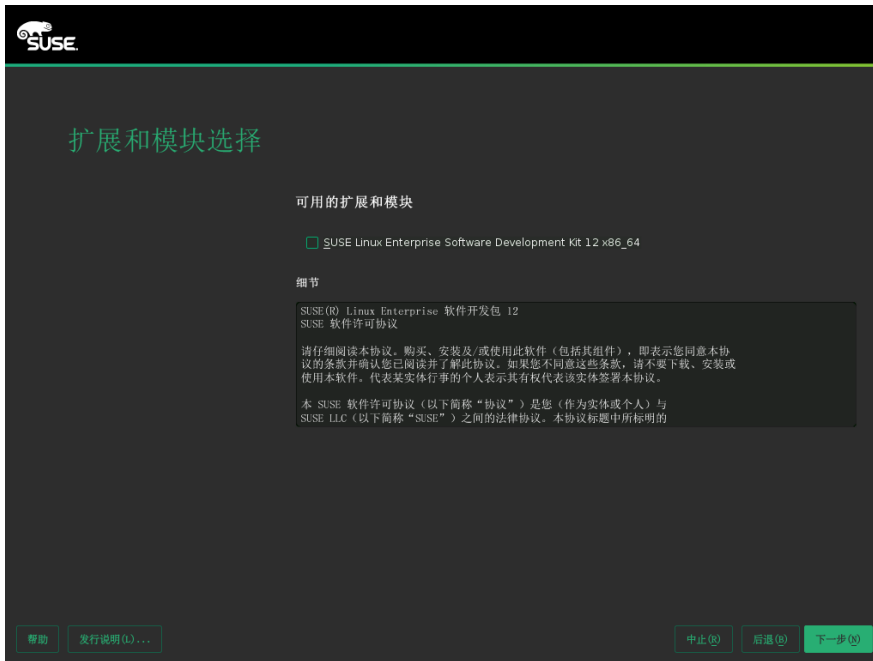 SUSE.
扩展和模块选择
可用的扩展和模块
SUSE Linux Enterprise Software Development Kit 12 x86_64
细节
SUSE(R) Linux Enterprise 软件开发包 12
SUSE 软件许可协议
请仔细阅读本协议。购买、安装及/或使用此软件（包括其组件），即表示您同意本协
议的条款并确认您已阅读并了解此协议。如果您不同意这些条款，请不要下载、安装或
使用本软件。代表某实体行事的个人表示其有权代表该实体签署本协议。
本 SUSE 软件许可协议（以下简称“协议”）是您（作为实体或个人）与
SUSE LLC（以下简称“SUSE”）之间的法律协议。本协议标题中所标明的
帮助 发行说明(L)... 中止(R) 后退(B) 下一步(N)